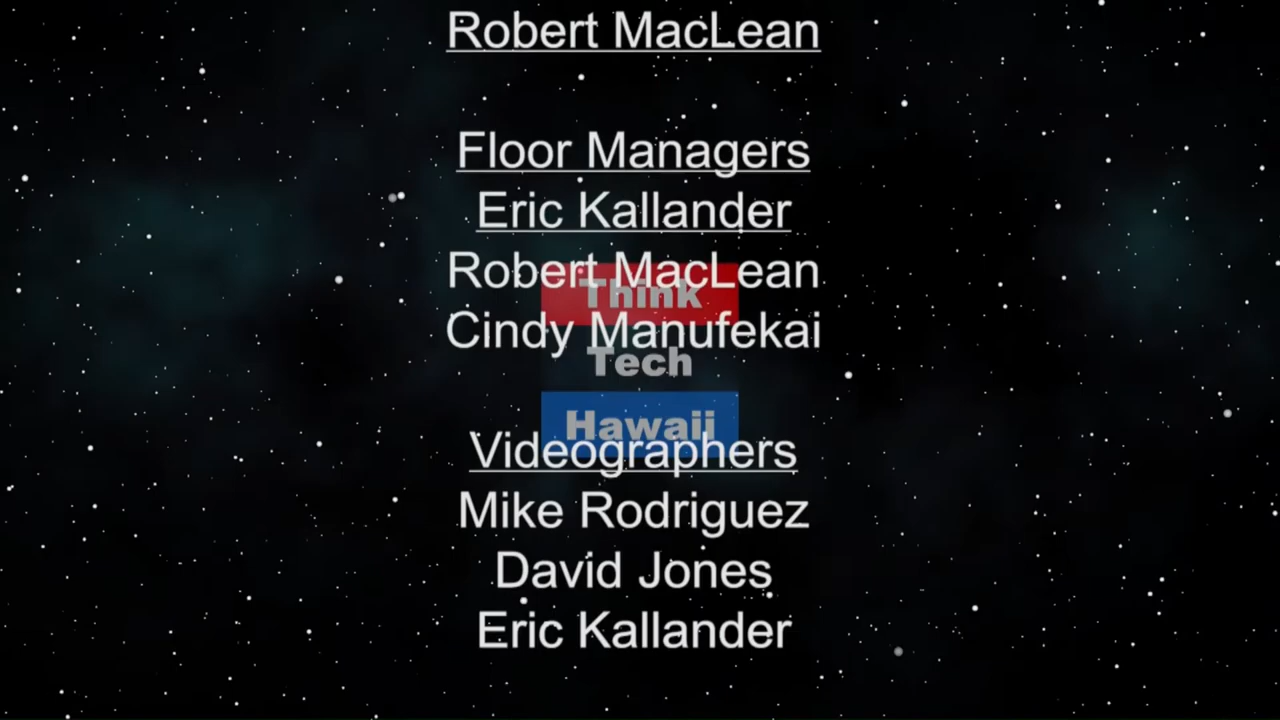 Robert MacLean
Floor Managers
Eric Kallander
Robert MacLean
Think
Cindy Manufekai
Tech
Hawaii
Videographers
Mike Rodriguez
David Jones
Eric Kallander